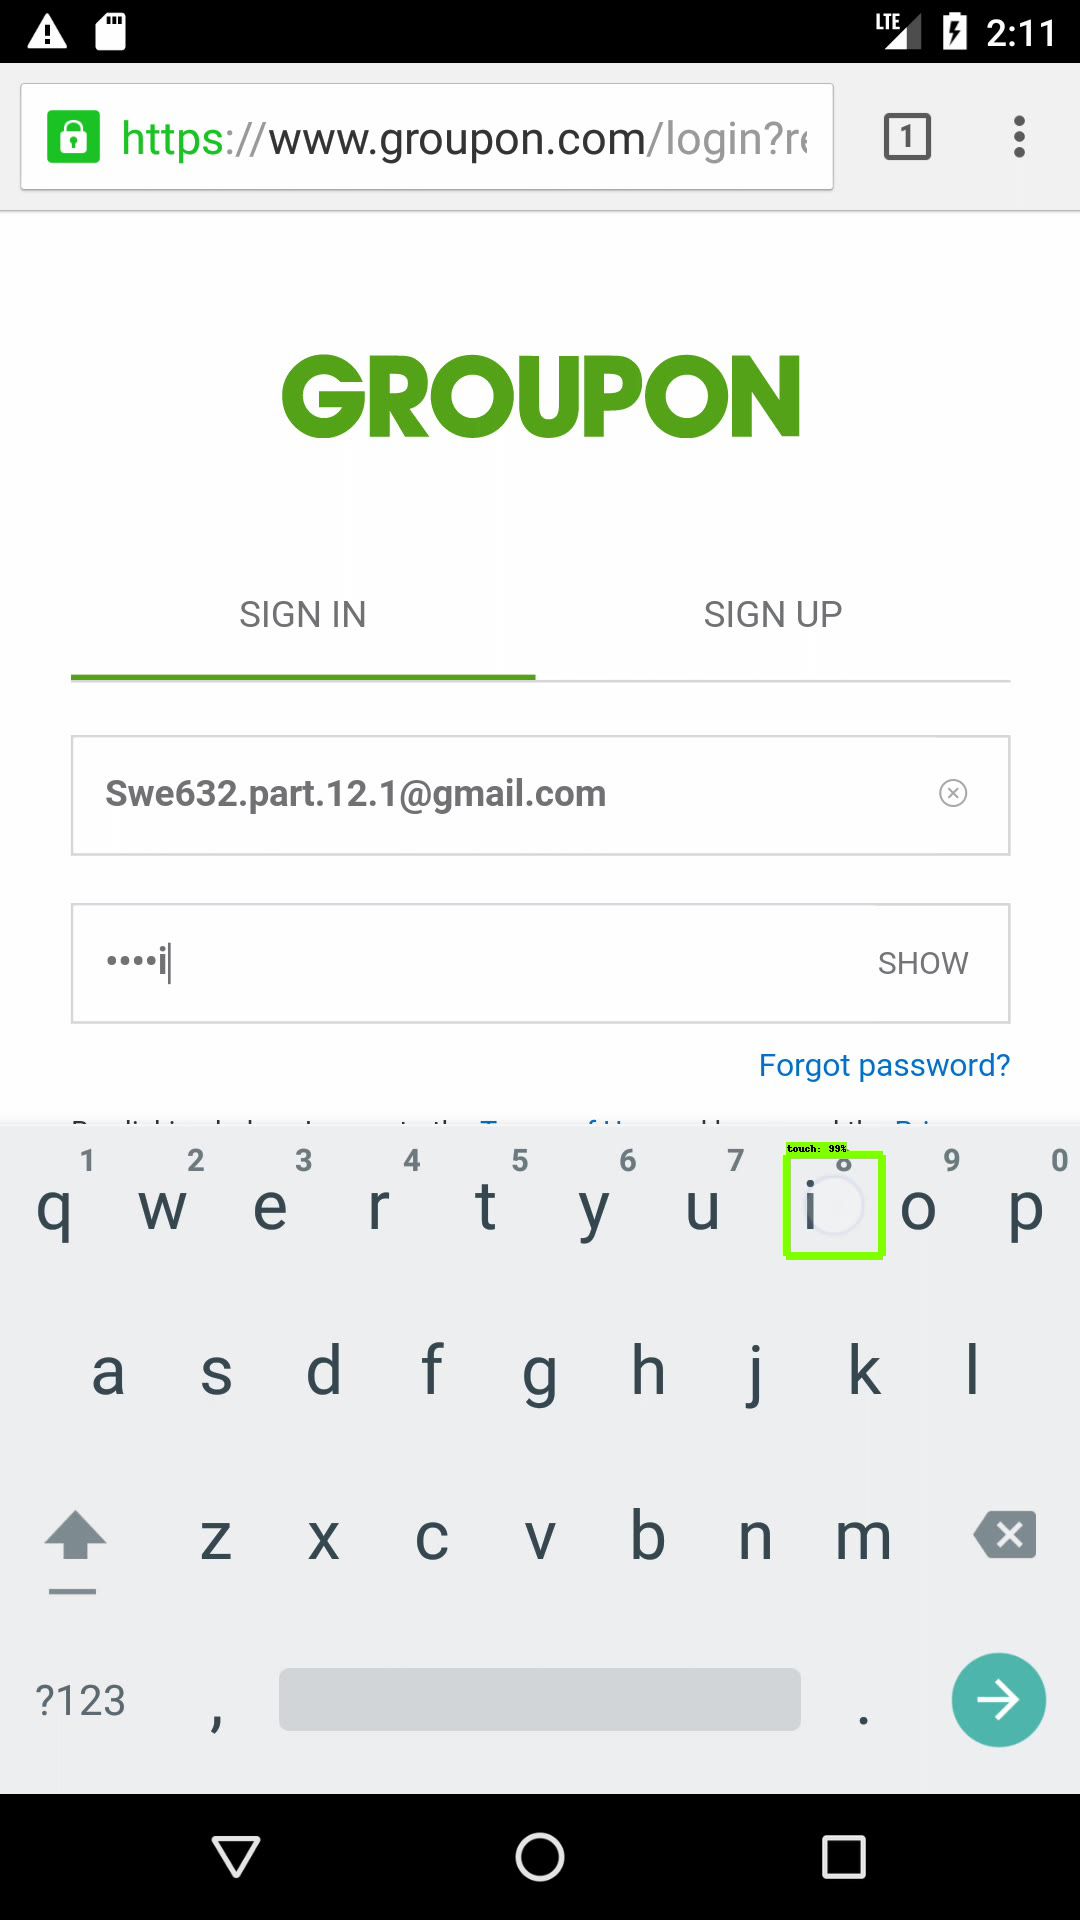 LTE 2:11
https://www.groupon.com/login?re
1
GROUPON
SIGN IN SIGN UP
Swe632.part.12.1@gmail.com
••••i SHOW
Forgot password?
touch: 99%
1 2 3 4 5 6 7 8 9 0
q w e r t y u i o p
a s d f g h j k l
z x c v b n m
?123 , .